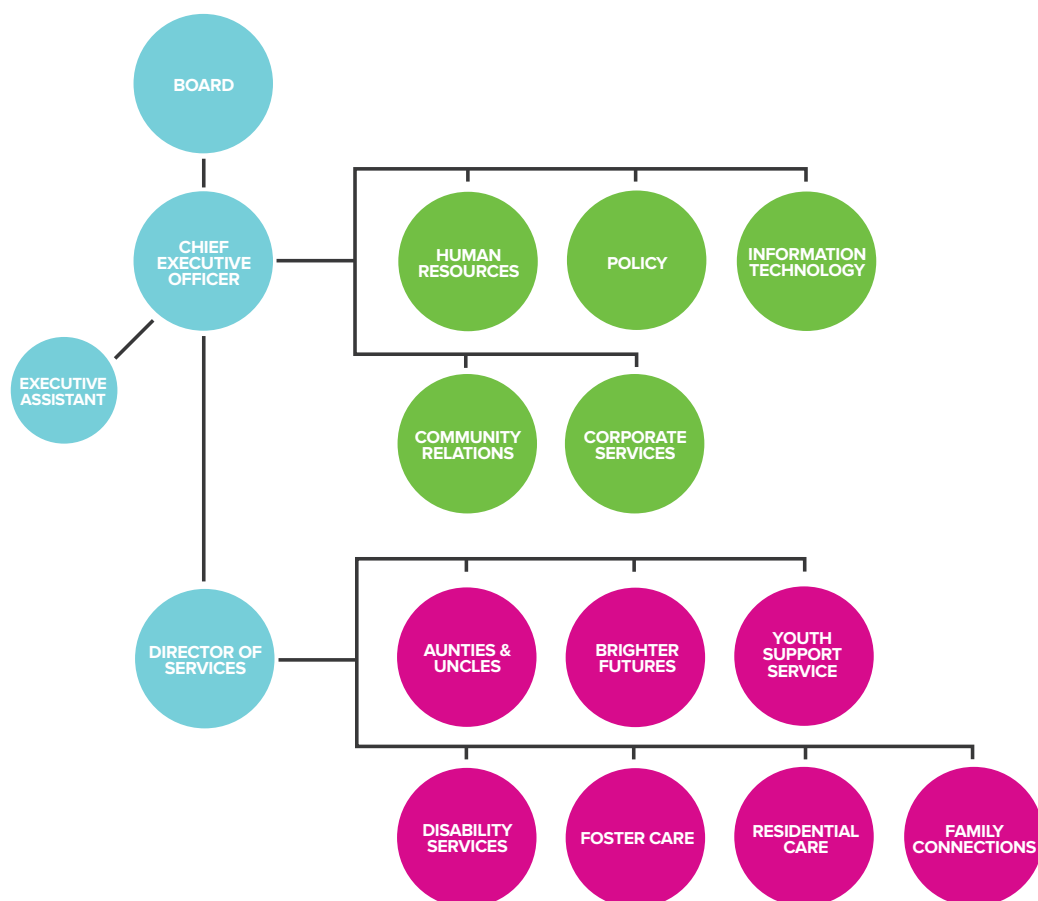 BOARD
CHIEF
EXECUTIVE
OFFICER
HUMAN
RESOURCES
POLICY
INFORMATION
TECHNOLOGY
EXECUTIVE
ASSISTANT
COMMUNITY
RELATIONS
CORPORATE
SERVICES
DIRECTOR OF
SERVICES
AUNTIES &
UNCLES
BRIGHTER
FUTURES
YOUTH
SUPPORT
SERVICE
DISABILITY
SERVICES
FOSTER CARE
RESIDENTIAL
CARE
FAMILY
CONNECTIONS